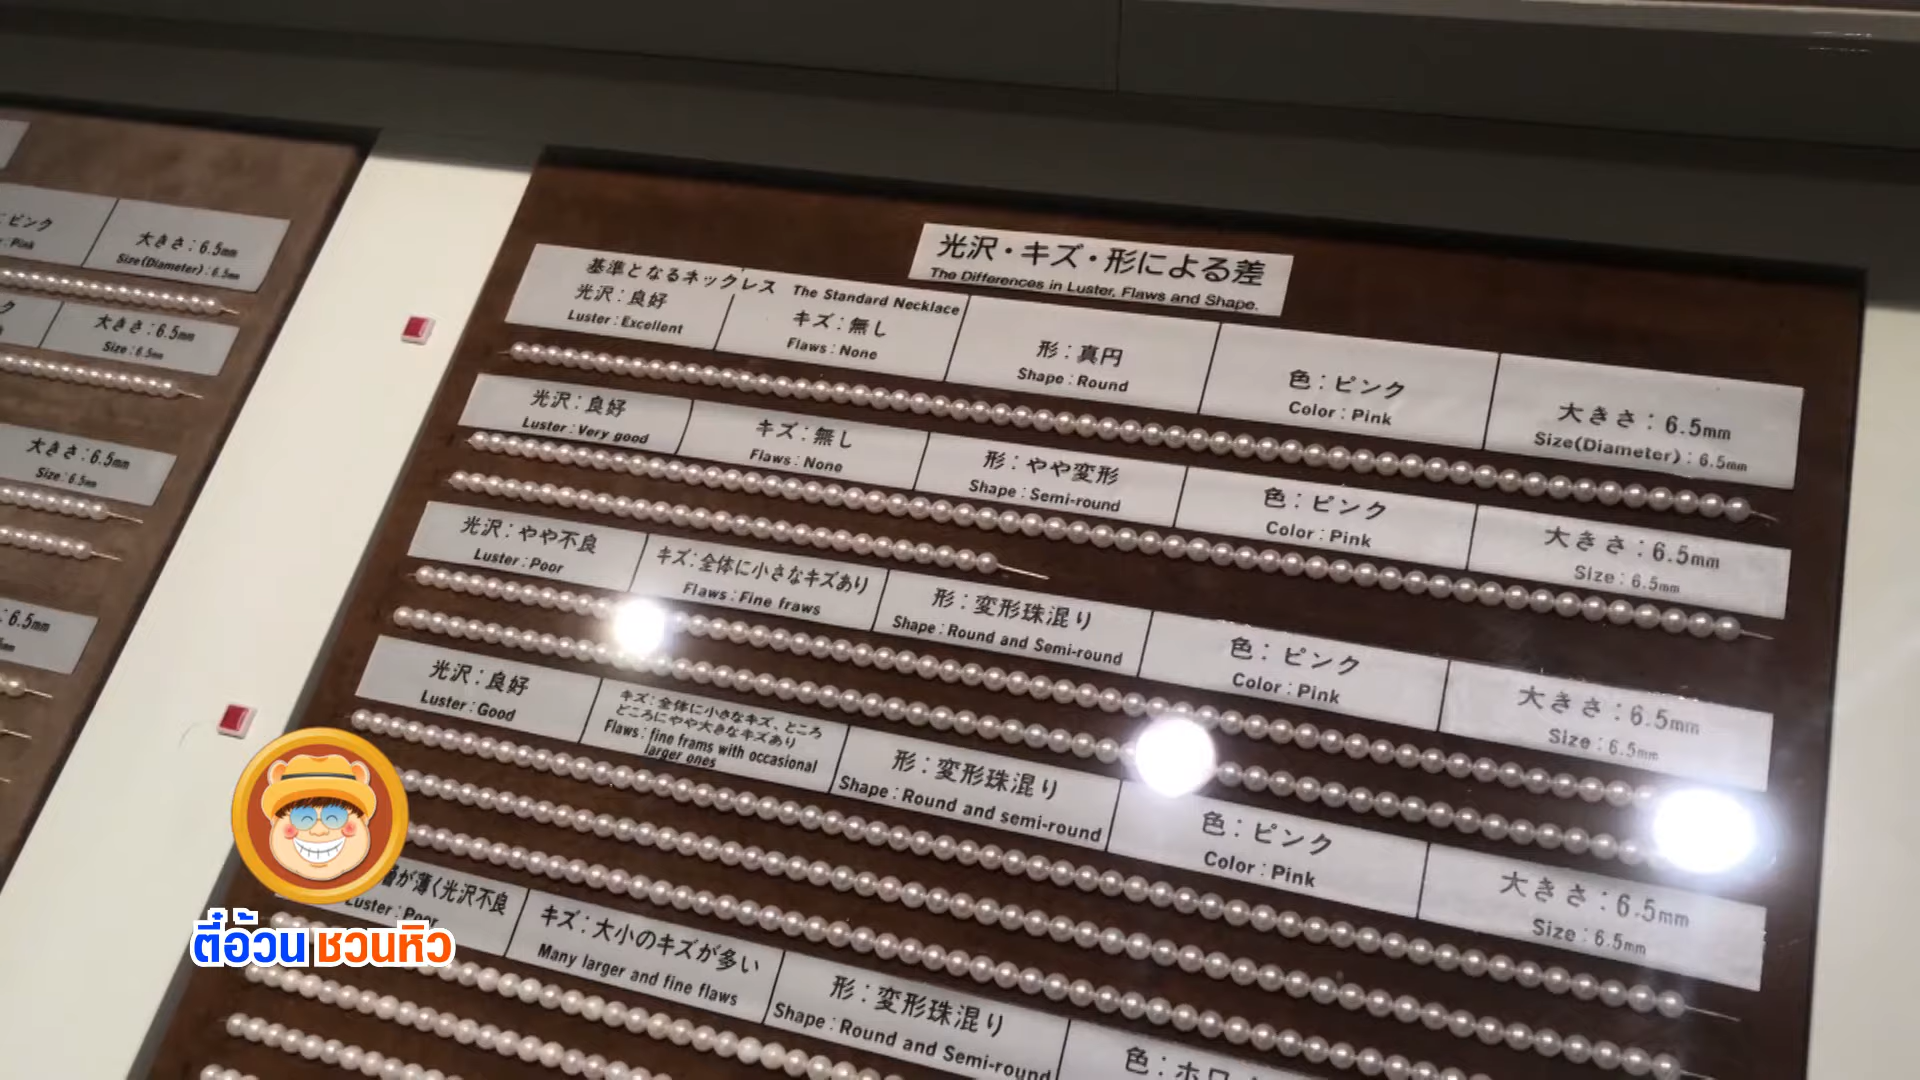 光沢・キズ・形による差
The Differences in Luster, Flaws and Shape.
基準となるネックレス The Standard Necklace
光沢：良好
Luster : Excellent
キズ：無し
Flaws : None
形：真円
Shape : Round
色：ピンク
Color : Pink
大きさ：6.5mm
Size(Diameter) : 6.5mm
光沢：良好
Luster : Very good
キズ：無し
Flaws : None
形：やや変形
Shape : Semi-round
色：ピンク
Color : Pink
大きさ：6.5mm
Size : 6.5mm
光沢：やや不良
Luster : Poor
キズ：全体に小さなキズあり
Flaws : Fine fraws
形：変形珠混り
Shape : Round and Semi-round
色：ピンク
Color : Pink
大きさ：6.5mm
Size : 6.5mm
光沢：良好
Luster : Good
キズ：全体に小さなキズ、ところ
どころにやや大きなキズあり
Flaws : fine frams with occasional
larger ones
形：変形珠混り
Shape : Round and semi-round
色：ピンク
Color : Pink
大きさ：6.5mm
Size : 6.5mm
が薄く光沢不良
Luster : Poor
キズ：大小のキズが多い
Many larger and fine flaws
形：変形珠混り
Shape : Round and Semi-round
色：ホワ
ピンク
Pink
大きさ：6.5mm
Size(Diameter) : 6.5mm
大きさ：6.5mm
Size : 6.5mm
大きさ：6.5mm
Size : 6.5mm
：6.5mm
ตี๋อ้วน ชวนหิว